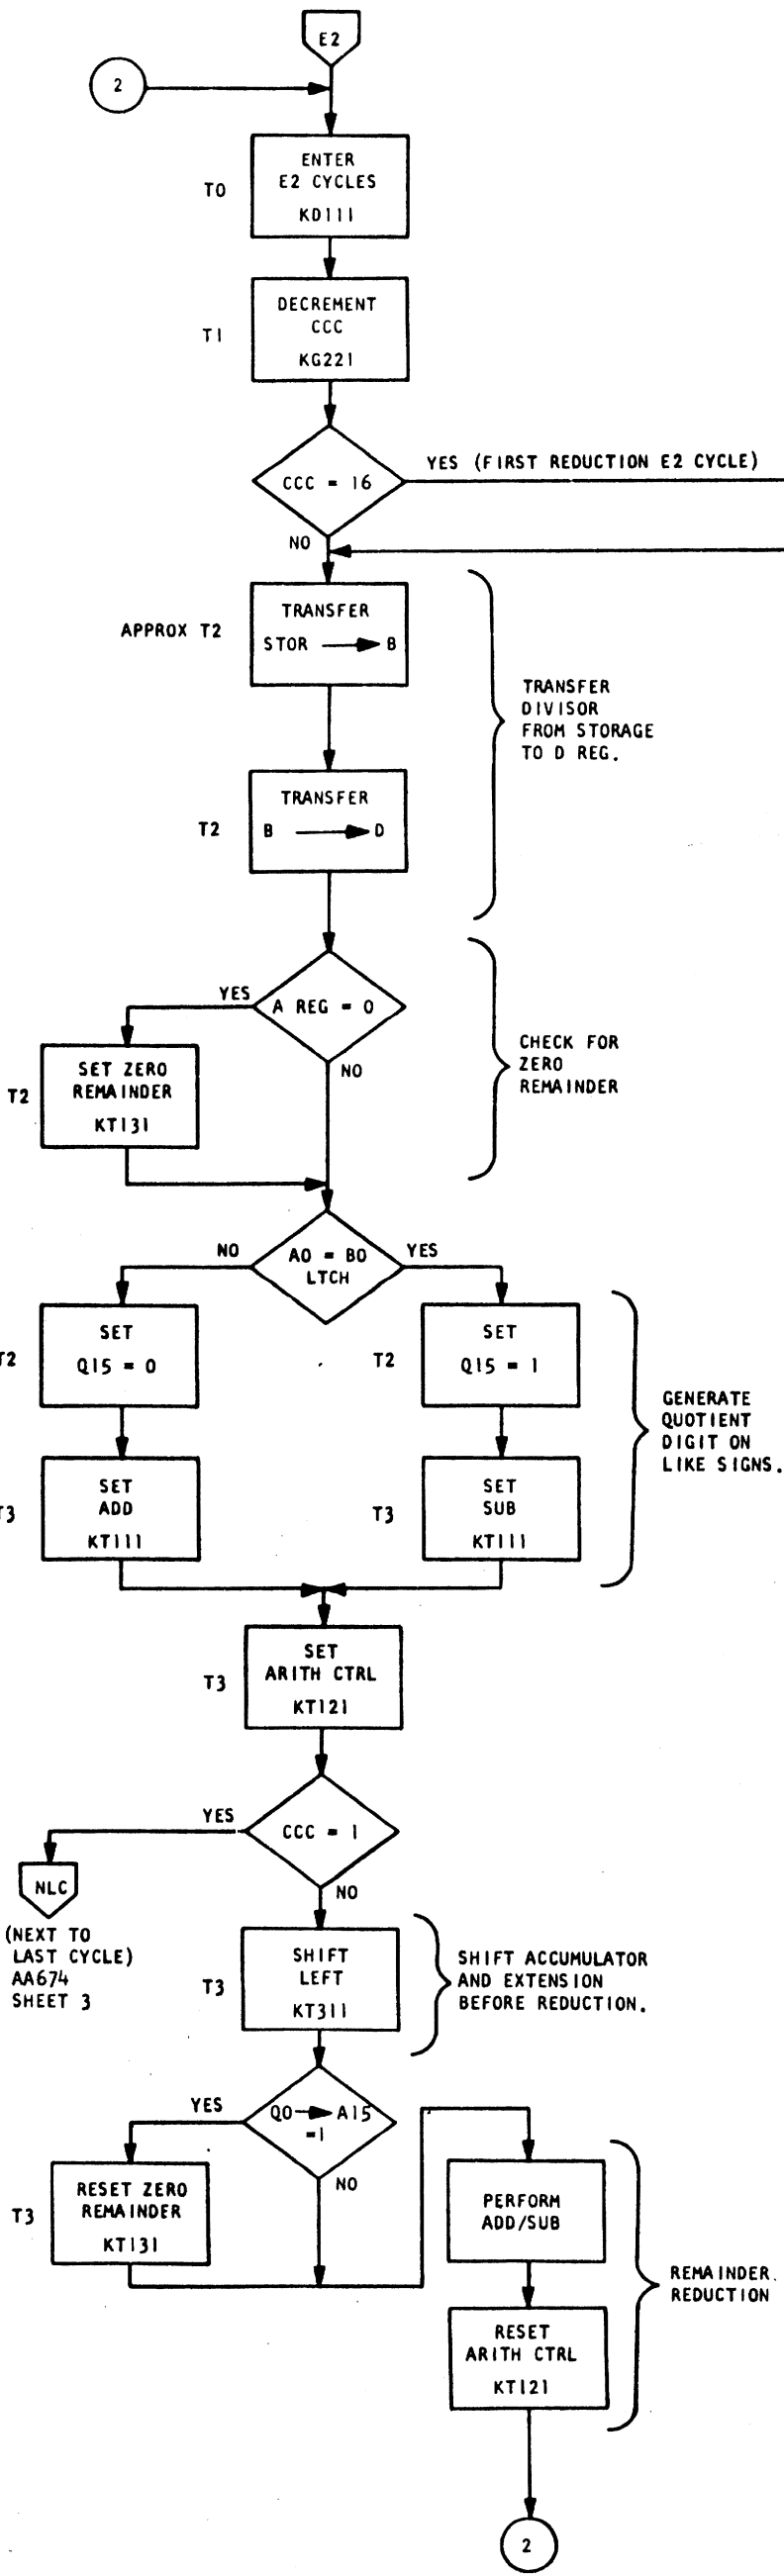 E2
2
T0
ENTER
E2 CYCLES
KD111
T1
DECREMENT
CCC
KG221
CCC = 16
YES (FIRST REDUCTION E2 CYCLE)
NO
APPROX T2
TRANSFER
STOR → B
T2
TRANSFER
B → D
TRANSFER
DIVISOR
FROM STORAGE
TO D REG.
A REG = 0
YES
NO
T2
SET ZERO
REMAINDER
KT131
CHECK FOR
ZERO
REMAINDER
A0 = B0
LTCH
NO
YES
T2
SET
Q15 = 0
T2
SET
Q15 = 1
T3
SET
ADD
KT111
T3
SET
SUB
KT111
GENERATE
QUOTIENT
DIGIT ON
LIKE SIGNS.
T3
SET
ARITH CTRL
KT121
CCC = 1
YES
NO
NLC
(NEXT TO
LAST CYCLE)
AA674
SHEET 3
T3
SHIFT
LEFT
KT311
SHIFT ACCUMULATOR
AND EXTENSION
BEFORE REDUCTION.
Q0 → A15
=1
YES
NO
T3
RESET ZERO
REMAINDER
KT131
PERFORM
ADD/SUB
RESET
ARITH CTRL
KT121
REMAINDER
REDUCTION
2